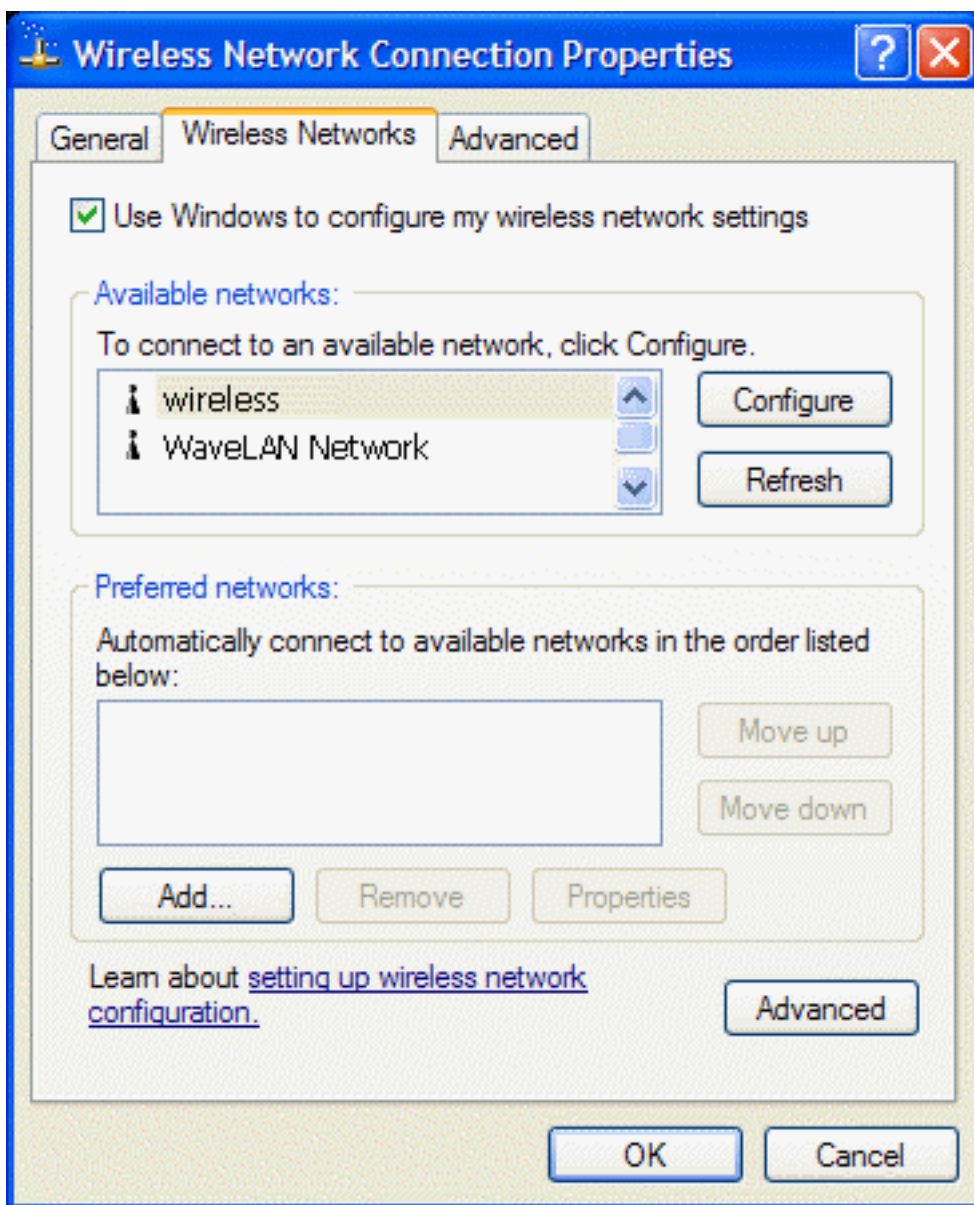 Wireless Network Connection Properties
General
Wireless Networks
Advanced
Use Windows to configure my wireless network settings
Available networks:
To connect to an available network, click Configure.
wireless
WaveLAN Network
Configure
Refresh
Preferred networks:
Automatically connect to available networks in the order listed
below:
Move up
Move down
Add...
Remove
Properties
Learn about setting up wireless network
configuration.
Advanced
OK
Cancel